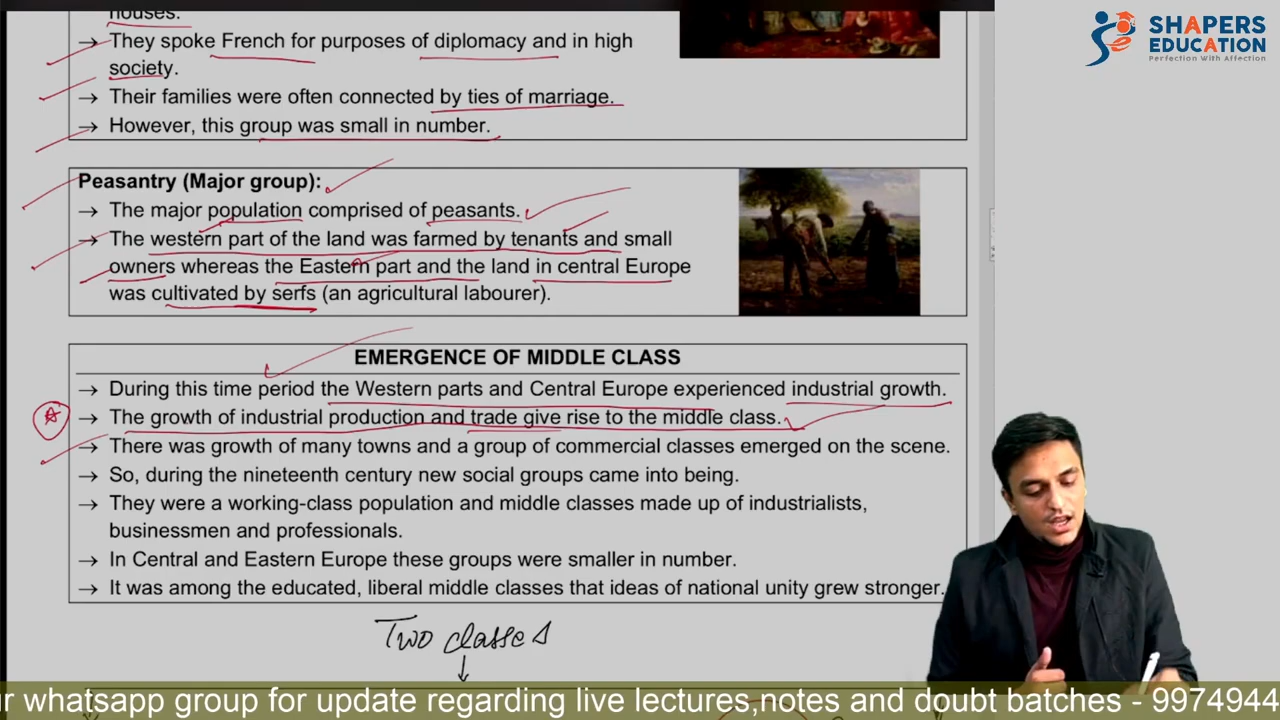 houses.
SHAPERS
EDUCATION
Perfection With Affection
→ They spoke French for purposes of diplomacy and in high
society.
→ Their families were often connected by ties of marriage.
→ However, this group was small in number.
Peasantry (Major group):
→ The major population comprised of peasants.
→ The western part of the land was farmed by tenants and small
owners whereas the Eastern part and the land in central Europe
was cultivated by serfs (an agricultural labourer).
EMERGENCE OF MIDDLE CLASS
→ During this time period the Western parts and Central Europe experienced industrial growth.
→ The growth of industrial production and trade give rise to the middle class.
→ There was growth of many towns and a group of commercial classes emerged on the scene.
→ So, during the nineteenth century new social groups came into being.
→ They were a working-class population and middle classes made up of industrialists,
businessmen and professionals.
→ In Central and Eastern Europe these groups were smaller in number.
→ It was among the educated, liberal middle classes that ideas of national unity grew stronger.
Two classes
whatsapp group for update regarding live lectures,notes and doubt batches - 9974944